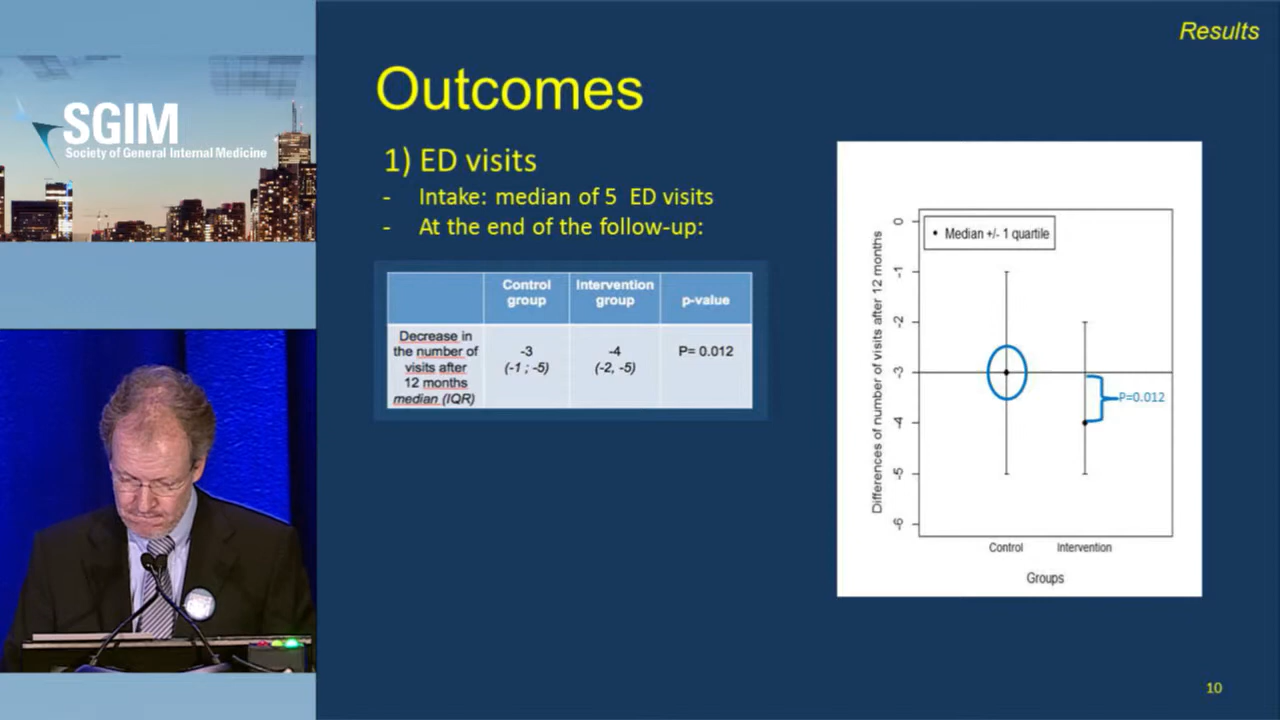 SGIM
Society of General Internal Medicine
Results
Outcomes
1) ED visits
- Intake: median of 5 ED visits
- At the end of the follow-up:
Control group
Intervention group
p-value
Decrease in
the number of
visits after
12 months
median (IQR)
-3
(-1 ; -5)
-4
(-2, -5)
P= 0.012
• Median +/- 1 quartile
Differences of number of visits after 12 months
0
-1
-2
-3
-4
-5
-6
P=0.012
Control
Intervention
Groups
10